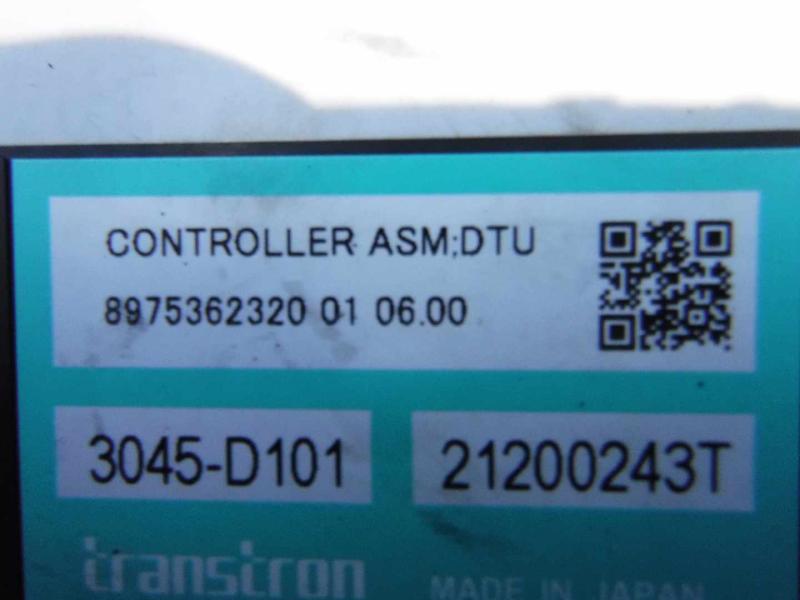 CONTROLLER ASM;DTU
8975362320 01 06.00
3045-D101 21200243T
transtron MADE IN JAPAN